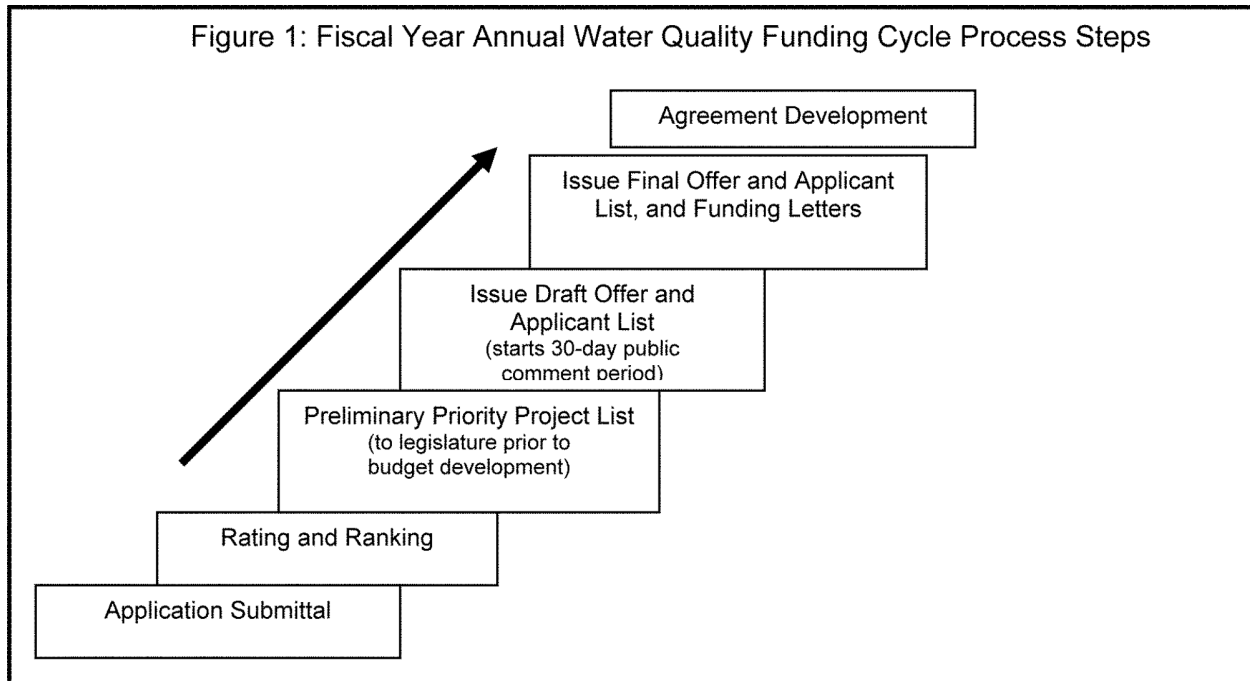 Figure 1: Fiscal Year Annual Water Quality Funding Cycle Process Steps
Agreement Development
Issue Final Offer and Applicant
List, and Funding Letters
Issue Draft Offer and
Applicant List
(starts 30-day public
comment period)
Preliminary Priority Project List
(to legislature prior to
budget development)
Rating and Ranking
Application Submittal